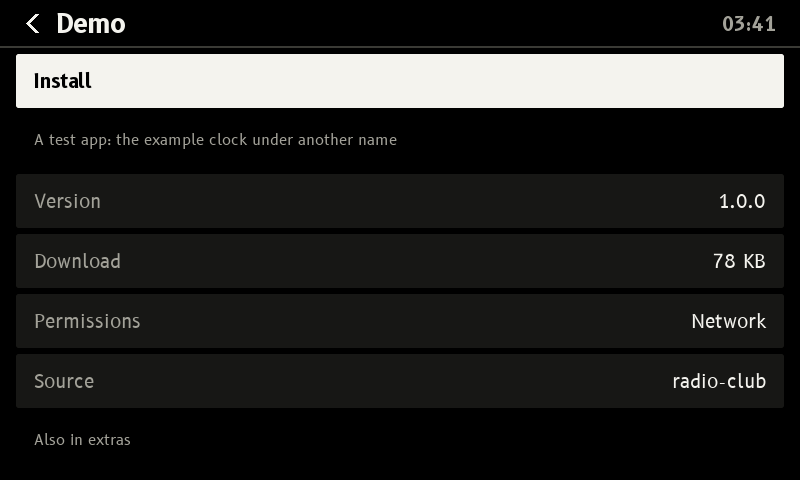 Demo
03:41
Install
A test app: the example clock under another name
Version 1.0.0
Download 78 KB
Permissions Network
Source radio-club
Also in extras